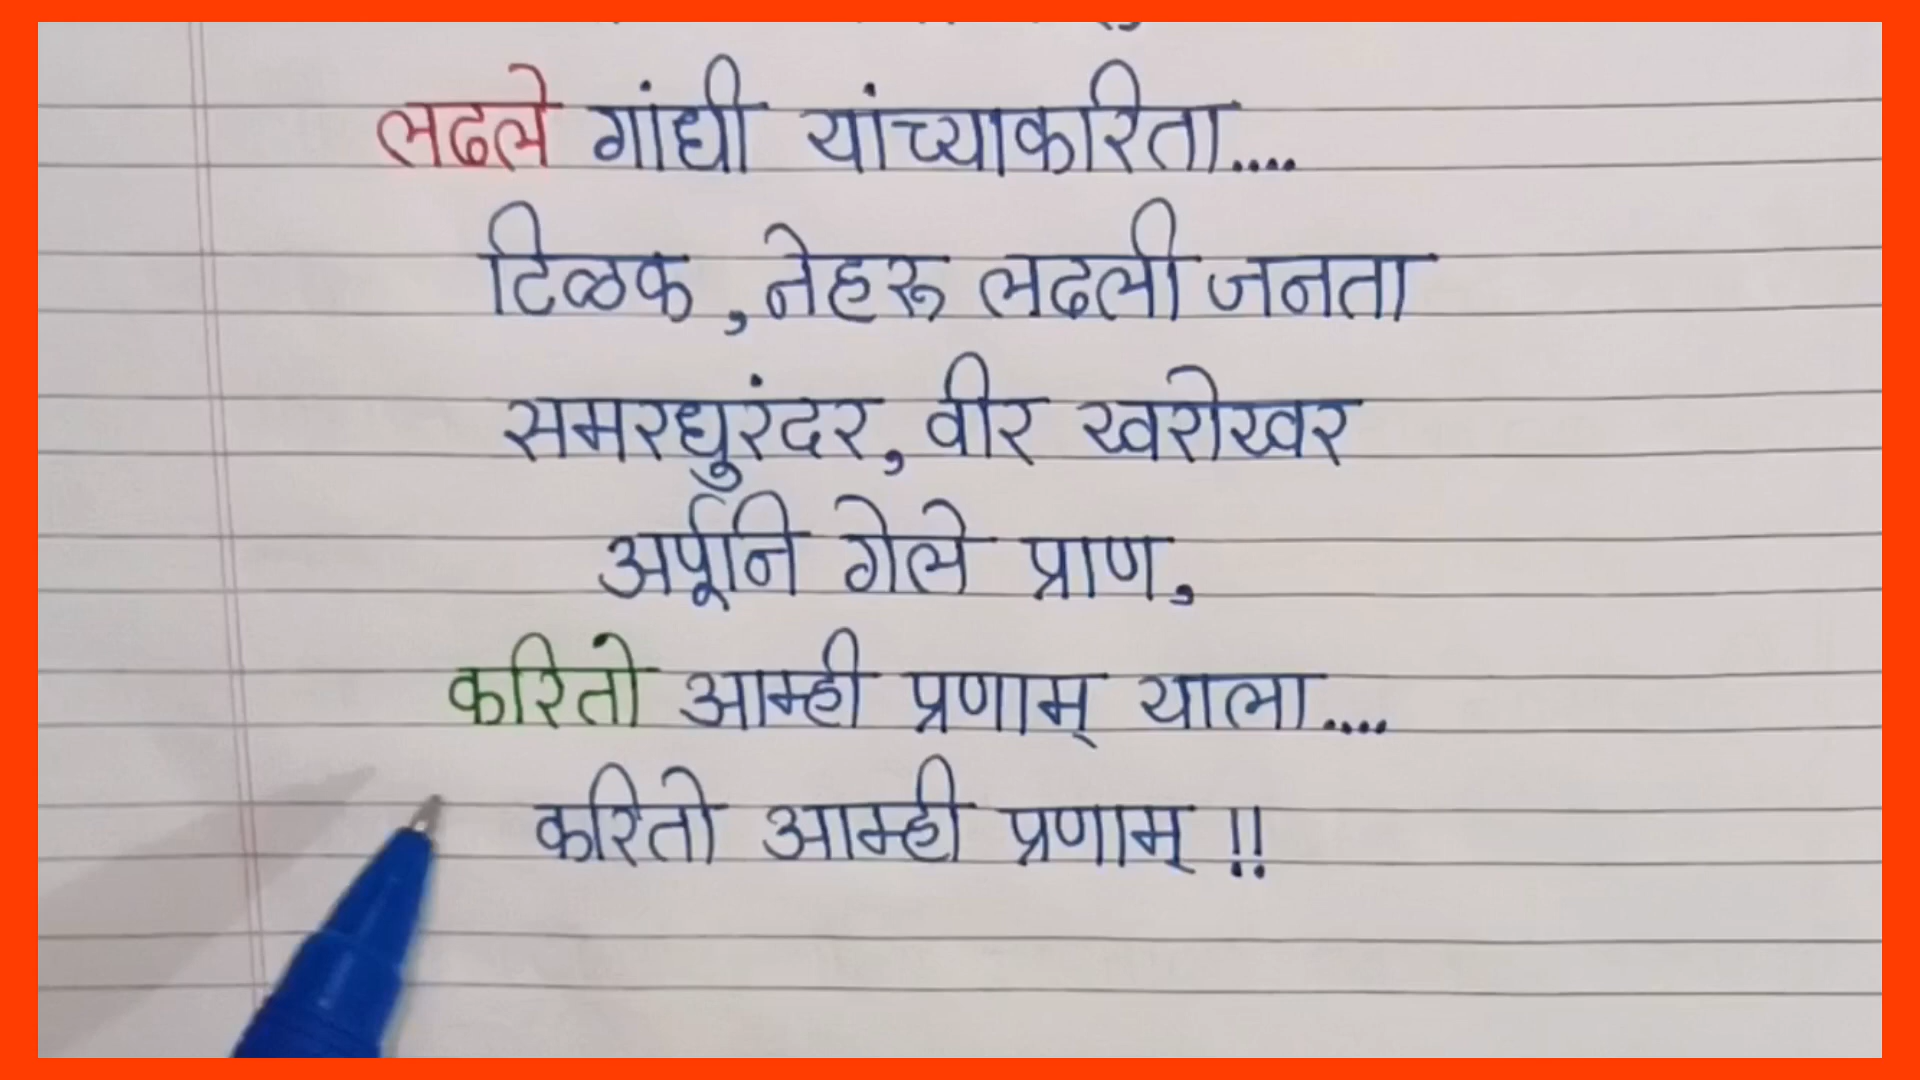 लढले गांधी यांच्याकरिता....
टिळक, नेहरू लढली जनता
समरधुरंदर, वीर खरोखर
अर्पूनि गेले प्राण,
करितो आम्ही प्रणाम् याला....
करितो आम्ही प्रणाम् !!